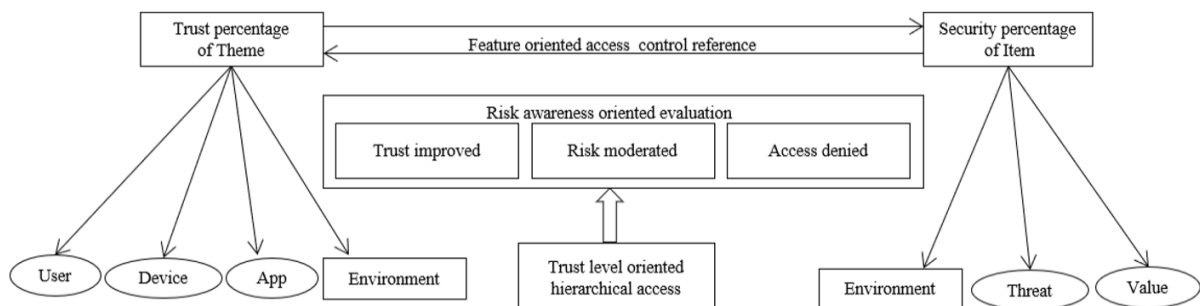 Trust percentage
of Theme
Feature oriented access control reference
Security percentage
of Item
Risk awareness oriented evaluation
Trust improved
Risk moderated
Access denied
User
Device
App
Environment
Trust level oriented
hierarchical access
Environment
Threat
Value